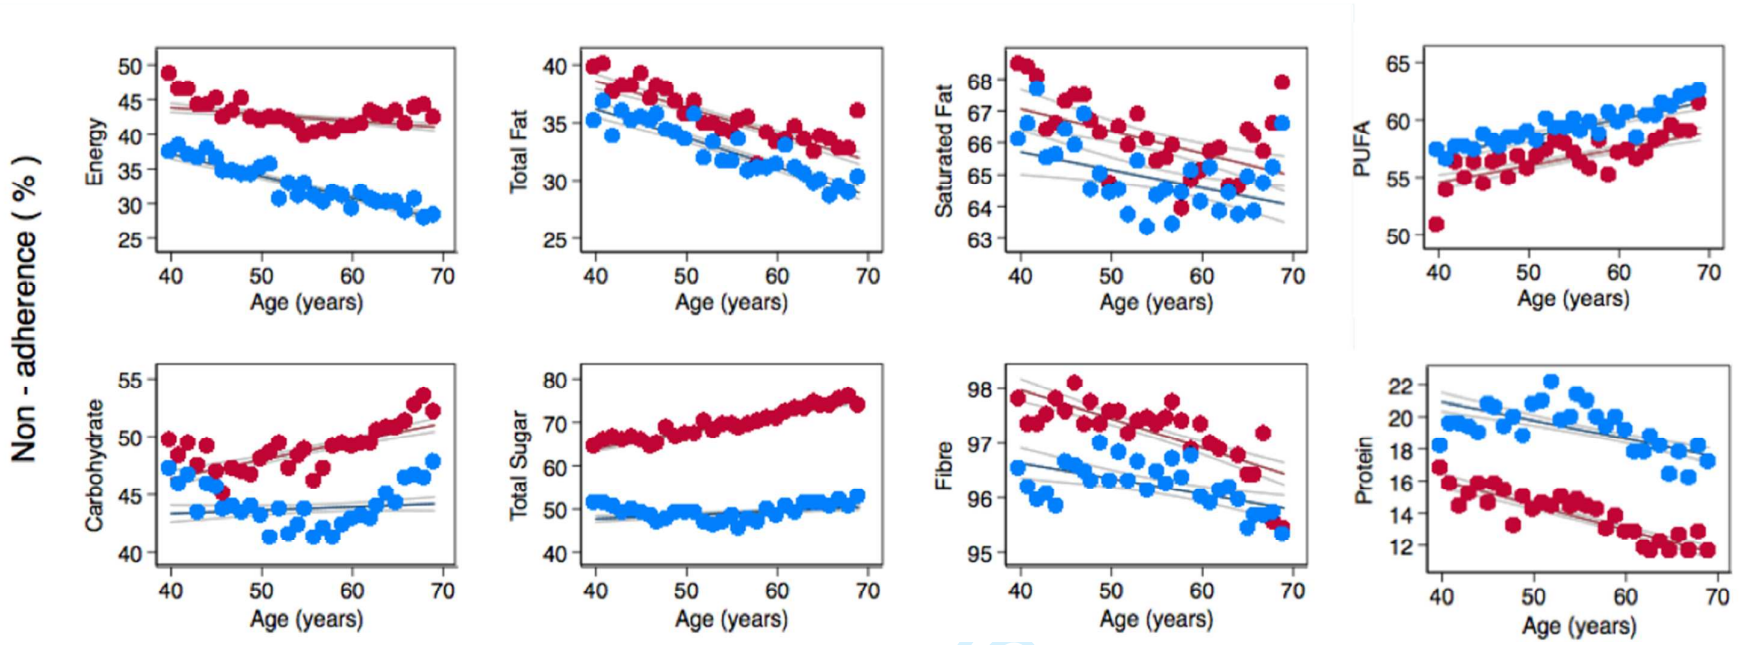 Non - adherence ( % )
Energy
50
45
40
35
30
25
40 50 60 70
Age (years)
Total Fat
40
35
30
25
40 50 60 70
Age (years)
Saturated Fat
68
67
66
65
64
63
40 50 60 70
Age (years)
PUFA
65
60
55
50
40 50 60 70
Age (years)
Carbohydrate
55
50
45
40
40 50 60 70
Age (years)
Total Sugar
80
70
60
50
40
40 50 60 70
Age (years)
Fibre
98
97
96
95
40 50 60 70
Age (years)
Protein
22
20
18
16
14
12
40 50 60 70
Age (years)